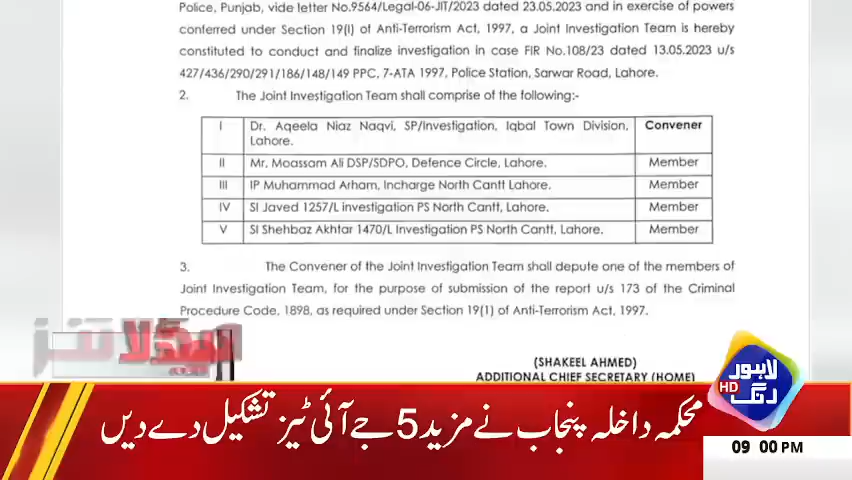 Police, Punjab, vide letter No.9564/Legal-06-JIT/2023 dated 23.05.2023 and in exercise of powers
conferred under Section 19(I) of Anti-Terrorism Act, 1997, a Joint Investigation Team is hereby
constituted to conduct and finalize investigation in case FIR No.108/23 dated 13.05.2023 u/s
427/436/290/291/186/148/149 PPC, 7-ATA 1997, Police Station, Sarwar Road, Lahore.
2. The Joint Investigation Team shall comprise of the following:-
I Dr. Aqeela Niaz Naqvi, SP/Investigation, Iqbal Town Division, Convener
Lahore.
II Mr. Moassam Ali DSP/SDPO, Defence Circle, Lahore. Member
III IP Muhammad Arham, Incharge North Cantt Lahore. Member
IV SI Javed 1257/L investigation PS North Cantt, Lahore. Member
V SI Shehbaz Akhtar 1470/L Investigation PS North Cantt, Lahore. Member
3. The Convener of the Joint Investigation Team shall depute one of the members of
Joint Investigation Team, for the purpose of submission of the report u/s 173 of the Criminal
Procedure Code, 1898, as required under Section 19(1) of Anti-Terrorism Act, 1997.
(SHAKEEL AHMED)
ADDITIONAL CHIEF SECRETARY (HOME)
ہیڈلائنز
لاہور
رنگ
HD
محکمہ داخلہ پنجاب نے مزید 5 جے آئی ٹیز تشکیل دے دیں
09 00 PM